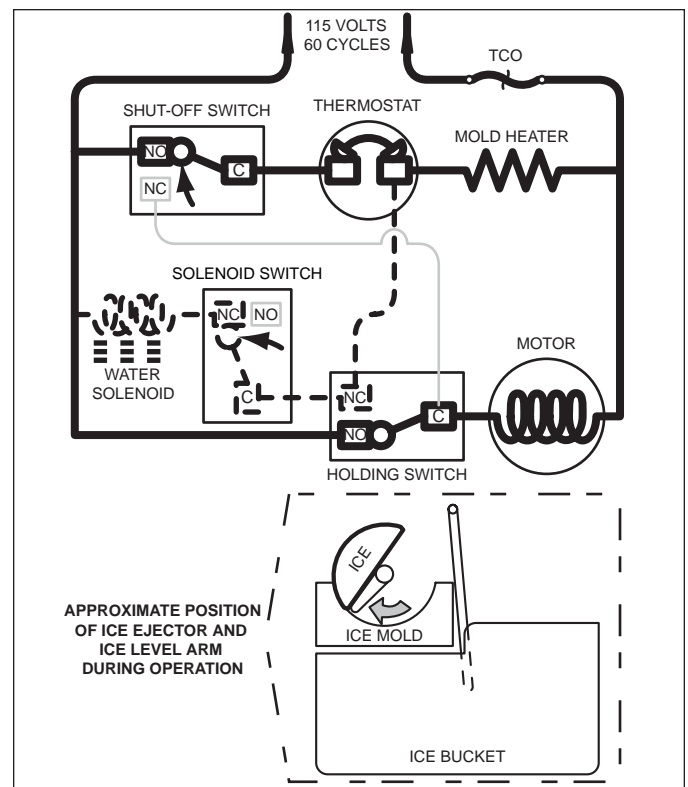 115 VOLTS
60 CYCLES
TCO
SHUT-OFF SWITCH
THERMOSTAT
MOLD HEATER
NO
C
NC
SOLENOID SWITCH
NC NO
WATER
SOLENOID
C
MOTOR
NC
C
NO
HOLDING SWITCH
ICE
APPROXIMATE POSITION
OF ICE EJECTOR AND
ICE LEVEL ARM
DURING OPERATION
ICE MOLD
ICE BUCKET